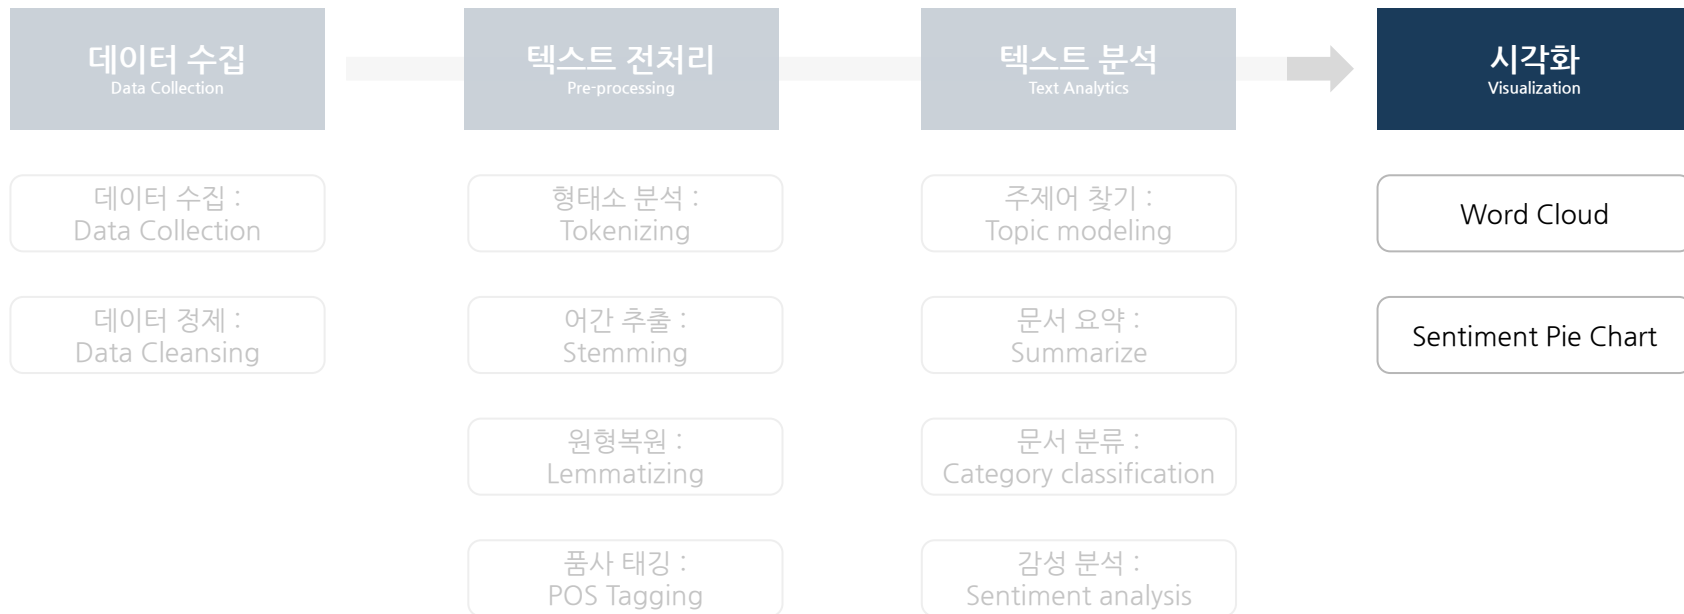 데이터 수집
Data Collection
텍스트 전처리
Pre-processing
텍스트 분석
Text Analytics
시각화
Visualization
데이터 수집 :
Data Collection
데이터 정제 :
Data Cleansing
형태소 분석 :
Tokenizing
어간 추출 :
Stemming
원형복원 :
Lemmatizing
품사 태깅 :
POS Tagging
주제어 찾기 :
Topic modeling
문서 요약 :
Summarize
문서 분류 :
Category classification
감성 분석 :
Sentiment analysis
Word Cloud
Sentiment Pie Chart